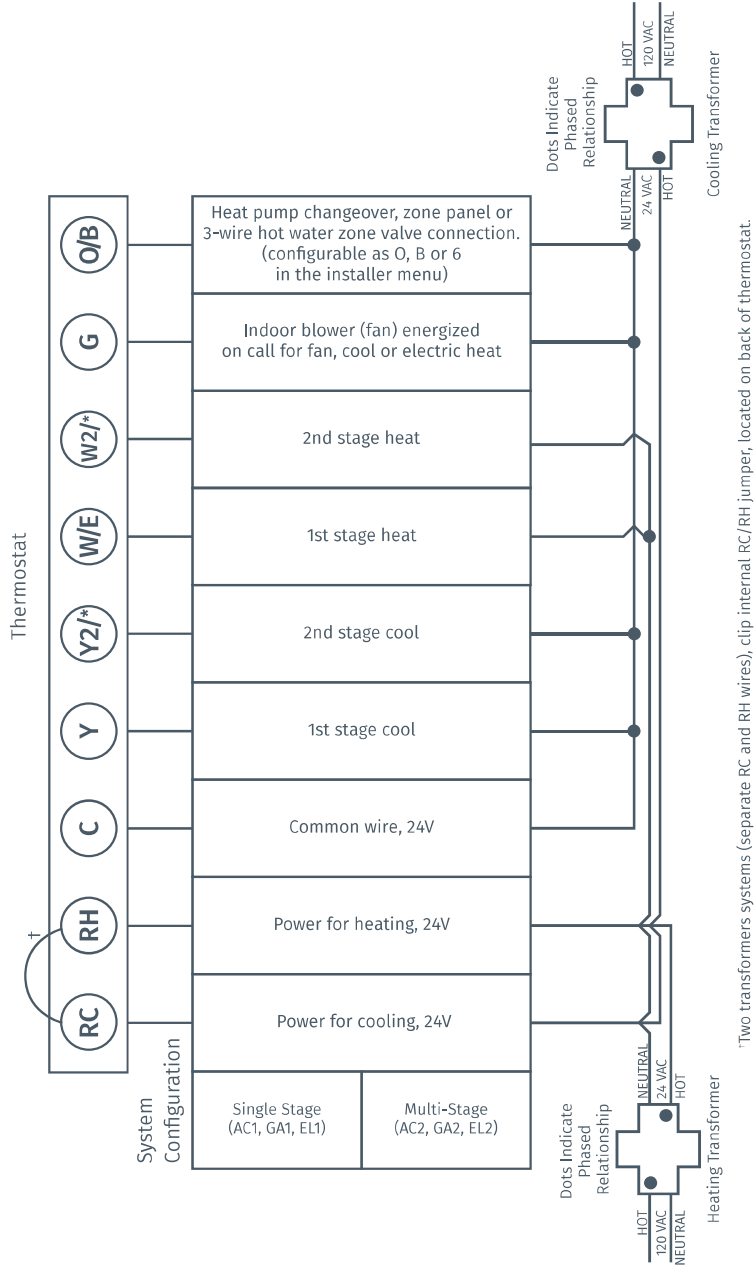 Thermostat
†
RC
RH
C
Y
Y2/*
W/E
W2/*
G
O/B
System
Configuration
Single Stage
(AC1, GA1, EL1)
Multi-Stage
(AC2, GA2, EL2)
Power for cooling, 24V
Power for heating, 24V
Common wire, 24V
1st stage cool
2nd stage cool
1st stage heat
2nd stage heat
Indoor blower (fan) energized
on call for fan, cool or electric heat
Heat pump changeover, zone panel or
3-wire hot water zone valve connection.
(configurable as O, B or 6
in the installer menu)
Dots Indicate
Phased
Relationship
HOT
120 VAC
NEUTRAL
NEUTRAL
24 VAC
HOT
Heating Transformer
Dots Indicate
Phased
Relationship
NEUTRAL
24 VAC
HOT
HOT
120 VAC
NEUTRAL
Cooling Transformer
†Two transformers systems (separate RC and RH wires), clip internal RC/RH jumper, located on back of thermostat.